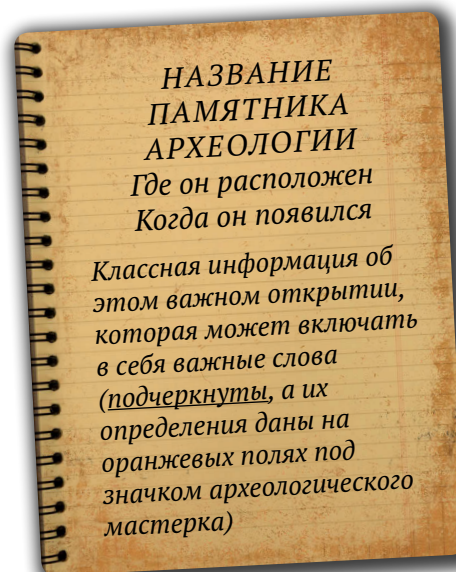 НАЗВАНИЕ
ПАМЯТНИКА
АРХЕОЛОГИИ
Где он расположен
Когда он появился
Классная информация об
этом важном открытии,
которая может включать
в себя важные слова
(подчеркнуты, а их
определения даны на
оранжевых полях под
значком археологического
мастерка)